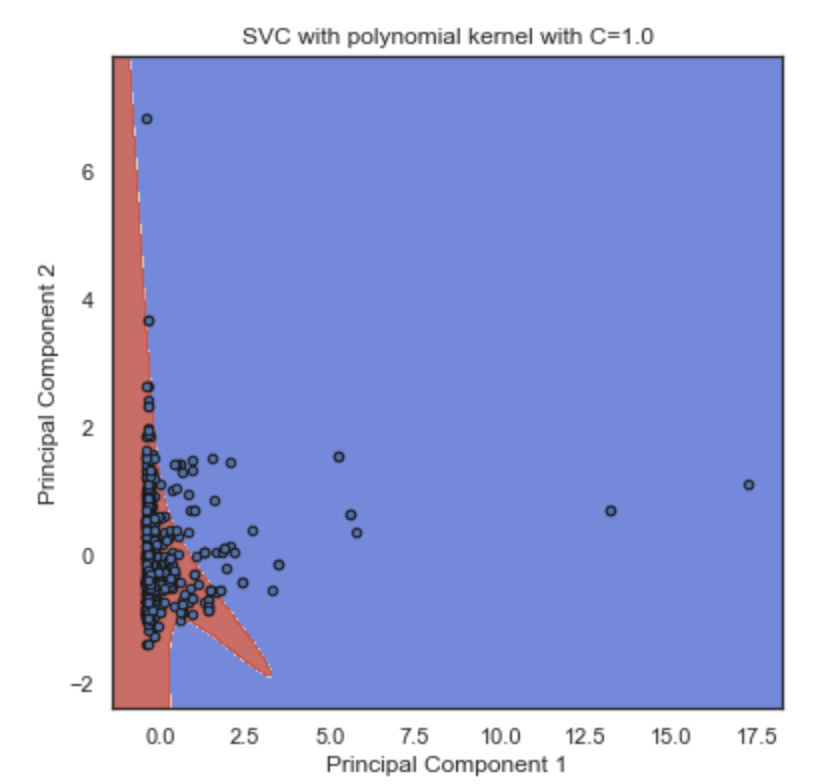 SVC with polynomial kernel with C=1.0
6
4
2
0
−2
Principal Component 2
0.0 2.5 5.0 7.5 10.0 12.5 15.0 17.5
Principal Component 1